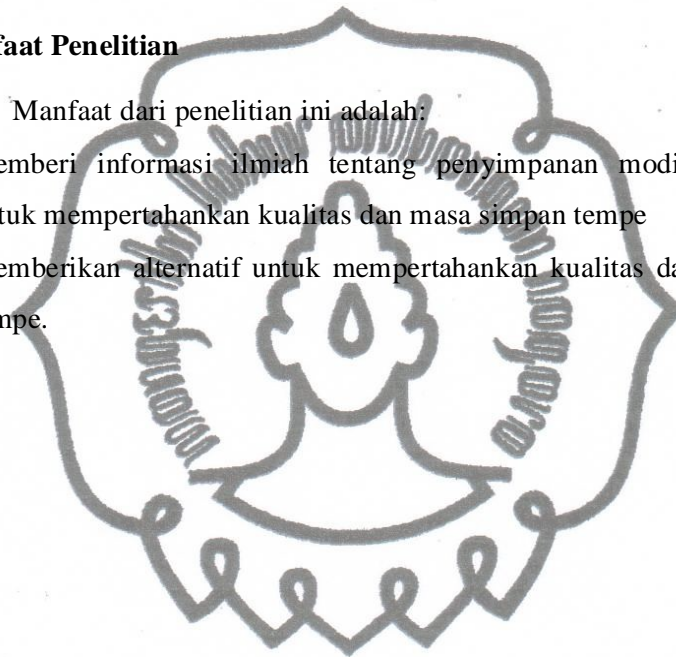 faat Penelitian
Manfaat dari penelitian ini adalah:
emberi informasi ilmiah tentang penyimpanan modi
tuk mempertahankan kualitas dan masa simpan tempe
emberikan alternatif untuk mempertahankan kualitas da
mpe.